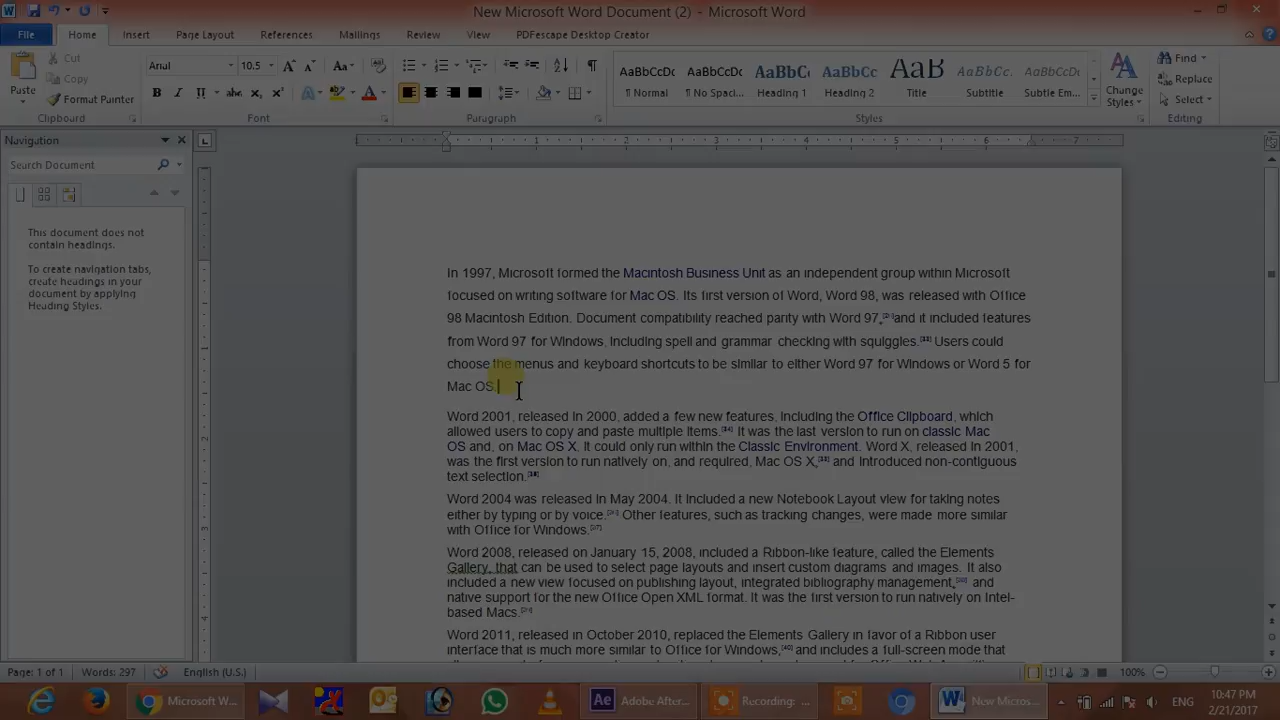 New Microsoft Word Document (2) - Microsoft Word
File Home Insert Page Layout References Mailings Review View PDFescape Desktop Creator
Paste
Cut
Copy
Format Painter
Clipboard
Arial 10.5
Font
Paragraph
AaBbCcDc AaBbCcDc AaBbCc AaBbCc AaB AaBbCc. AaBbCcDc
¶ Normal ¶ No Spaci... Heading 1 Heading 2 Title Subtitle Subtle Em...
Styles
Change
Styles
Find
Replace
Select
Editing
Navigation
Search Document
This document does not
contain headings.
To create navigation tabs,
create headings in your
document by applying
Heading Styles.
1 2 3 4 5 6 7
In 1997, Microsoft formed the Macintosh Business Unit as an independent group within Microsoft
focused on writing software for Mac OS. Its first version of Word, Word 98, was released with Office
98 Macintosh Edition. Document compatibility reached parity with Word 97, and it included features
from Word 97 for Windows, including spell and grammar checking with squiggles. Users could
choose the menus and keyboard shortcuts to be similar to either Word 97 for Windows or Word 5 for
Mac OS.
Word 2001, released in 2000, added a few new features, including the Office Clipboard, which
allowed users to copy and paste multiple items. It was the last version to run on classic Mac
OS and, on Mac OS X, it could only run within the Classic Environment. Word X, released in 2001,
was the first version to run natively on, and required, Mac OS X, and introduced non-contiguous
text selection.
Word 2004 was released in May 2004. It included a new Notebook Layout view for taking notes
either by typing or by voice. Other features, such as tracking changes, were made more similar
with Office for Windows.
Word 2008, released on January 15, 2008, included a Ribbon-like feature, called the Elements
Gallery, that can be used to select page layouts and insert custom diagrams and images. It also
included a new view focused on publishing layout, integrated bibliography management, and
native support for the new Office Open XML format. It was the first version to run natively on Intel-
based Macs.
Word 2011, released in October 2010, replaced the Elements Gallery in favor of a Ribbon user
interface that is much more similar to Office for Windows, and includes a full-screen mode that
Page: 1 of 1 Words: 297 English (U.S.) 100%
Microsoft W... Adobe After... Recording: ... New Micros... ENG
10:47 PM
2/21/2017